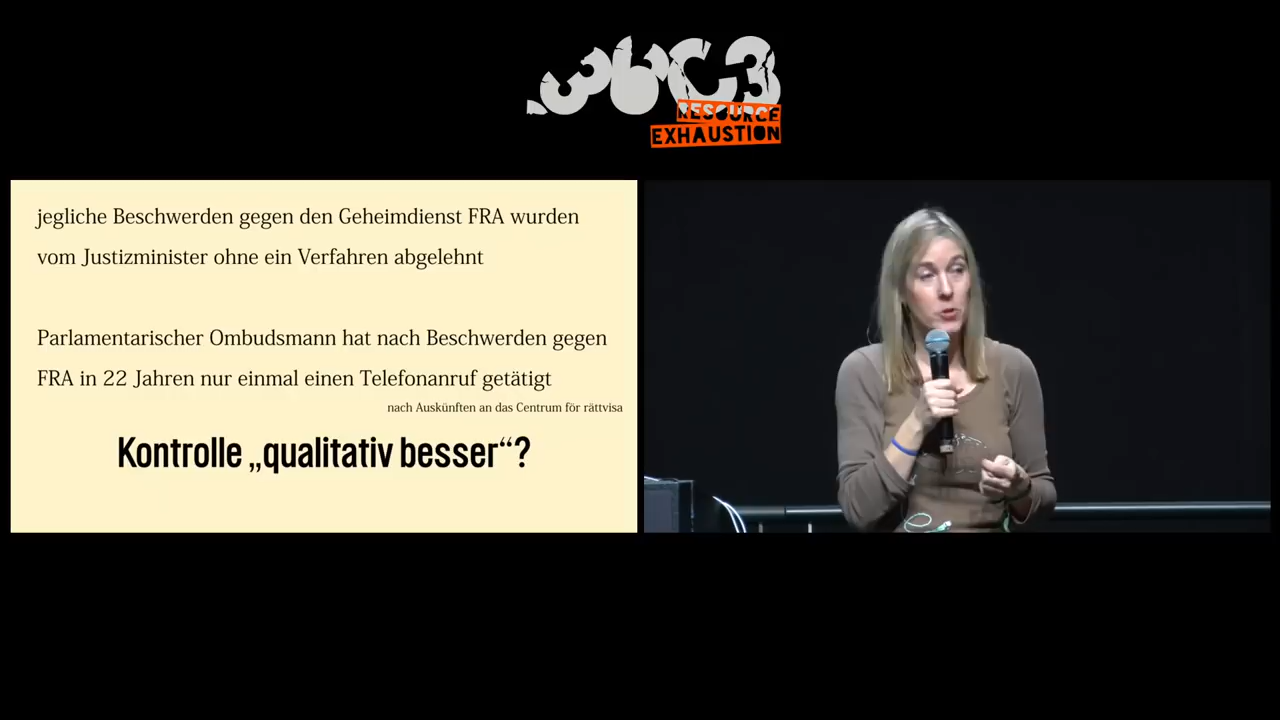 36C3
RESOURCE
EXHAUSTION
jegliche Beschwerden gegen den Geheimdienst FRA wurden
vom Justizminister ohne ein Verfahren abgelehnt
Parlamentarischer Ombudsmann hat nach Beschwerden gegen
FRA in 22 Jahren nur einmal einen Telefonanruf getätigt
nach Auskünften an das Centrum för rättvisa
Kontrolle „qualitativ besser“?